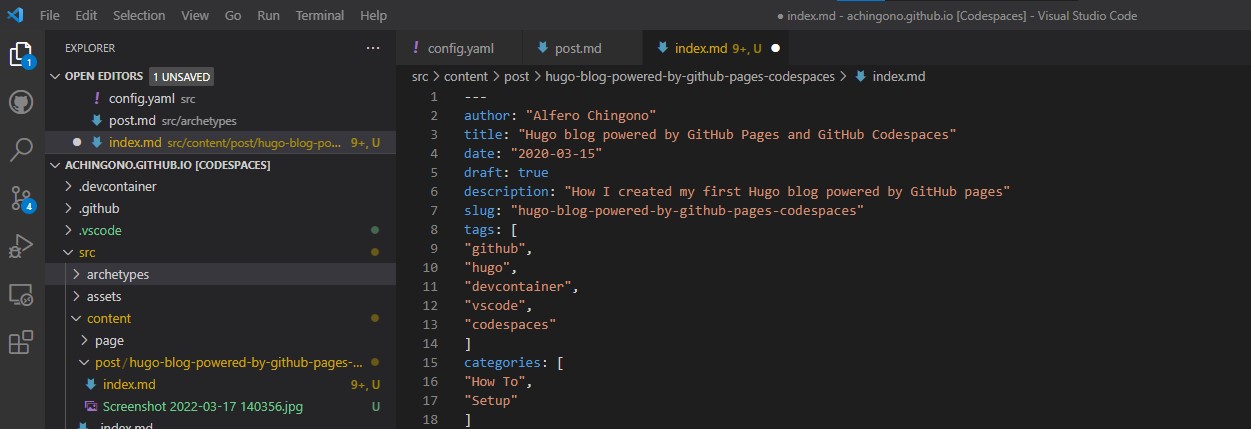 File Edit Selection View Go Run Terminal Help
● index.md - achingono.github.io [Codespaces] - Visual Studio Code
EXPLORER ···
OPEN EDITORS 1 UNSAVED
! config.yaml src
post.md src/archetypes
● index.md src/content/post/hugo-blog-po... 9+, U
ACHINGONO.GITHUB.IO [CODESPACES]
> .devcontainer
> .github
> .vscode
src
> archetypes
> assets
content
> page
post / hugo-blog-powered-by-github-pages-...
index.md 9+, U
Screenshot 2022-03-17 140356.jpg U
index.md
1
4
! config.yaml
post.md
index.md 9+, U ●
src > content > post > hugo-blog-powered-by-github-pages-codespaces > index.md
1 ---
2 author: "Alfero Chingono"
3 title: "Hugo blog powered by GitHub Pages and GitHub Codespaces"
4 date: "2020-03-15"
5 draft: true
6 description: "How I created my first Hugo blog powered by GitHub pages"
7 slug: "hugo-blog-powered-by-github-pages-codespaces"
8 tags: [
9 "github",
10 "hugo",
11 "devcontainer",
12 "vscode",
13 "codespaces"
14 ]
15 categories: [
16 "How To",
17 "Setup"
18 ]